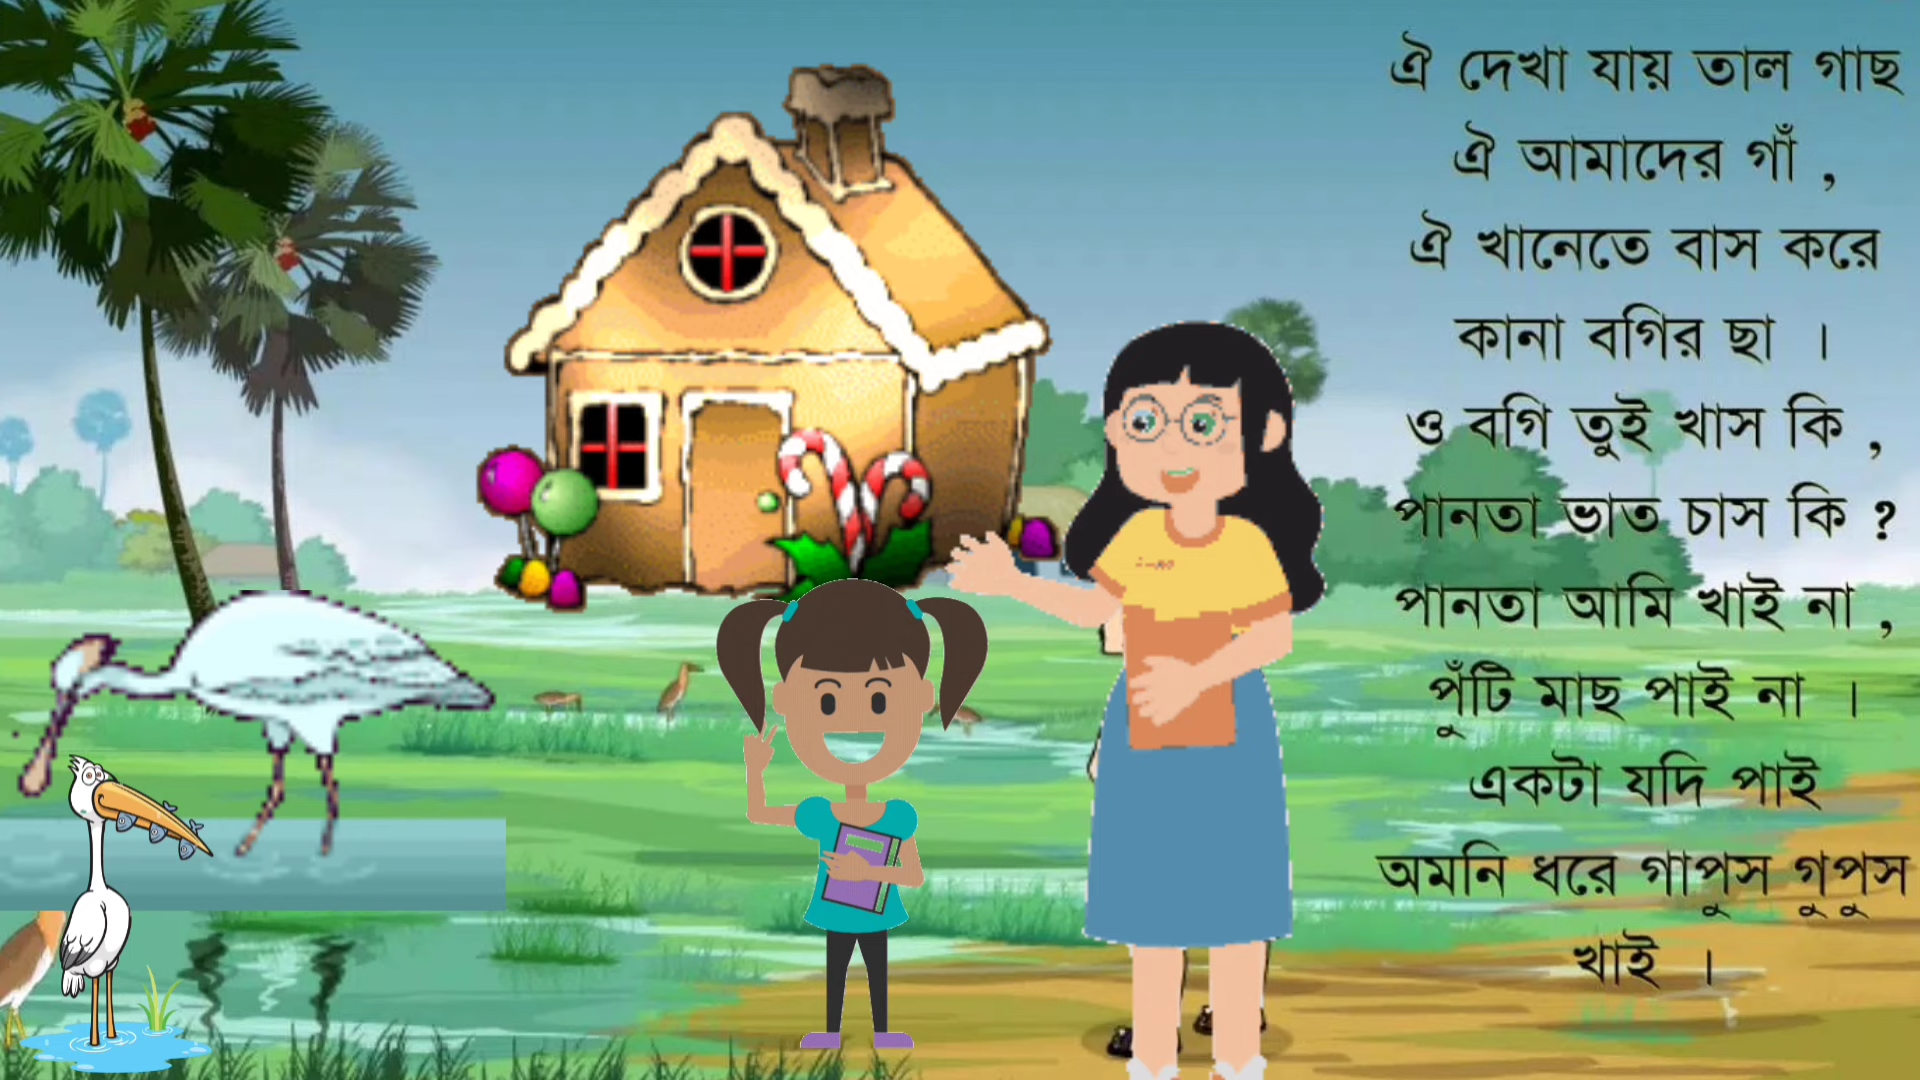 ঐ দেখা যায় তাল গাছ
ঐ আমাদের গাঁ ,
ঐ খানেতে বাস করে
কানা বগির ছা ।
ও বগি তুই খাস কি ,
পানতা ভাত চাস কি ?
পানতা আমি খাই না ,
পুঁটি মাছ পাই না ।
একটা যদি পাই
অমনি ধরে গাপুস গুপুস
খাই ।